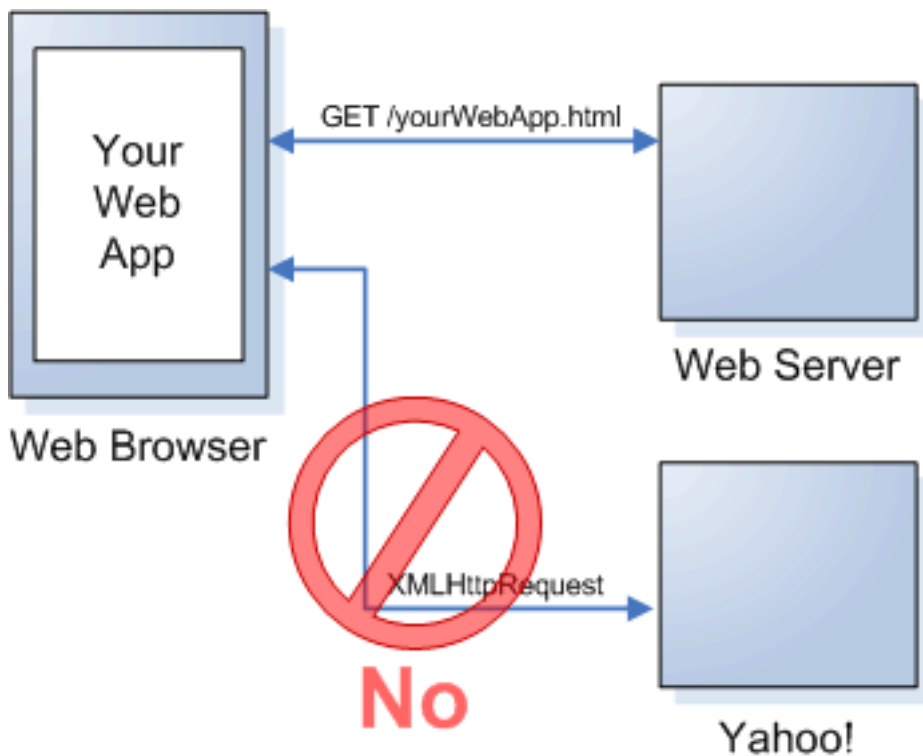 Your
Web
App
GET /yourWebApp.html
Web Server
Web Browser
XMLHttpRequest
No
Yahoo!